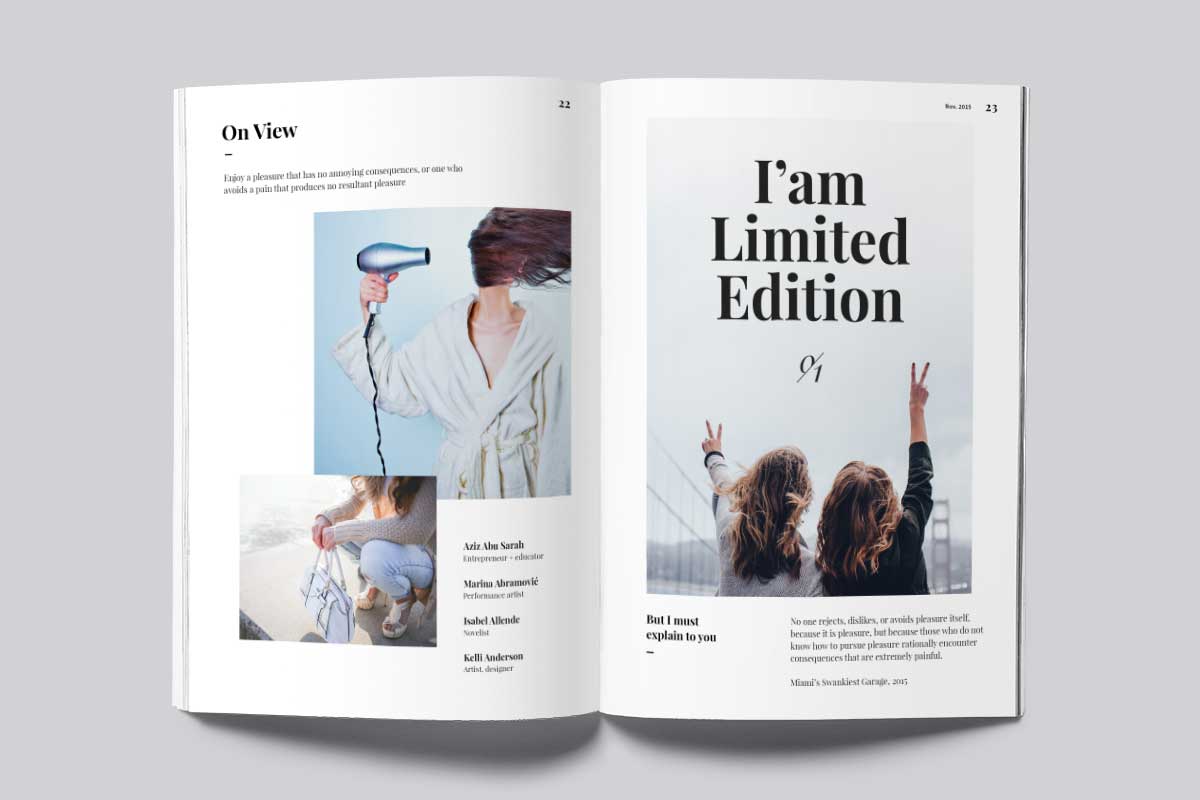 22
On View
–
Enjoy a pleasure that has no annoying consequences, or one who
avoids a pain that produces no resultant pleasure
Aziz Abu Sarah
Entrepreneur + educator
Marina Abramović
Performance artist
Isabel Allende
Novelist
Kelli Anderson
Artist, designer
Nov. 2015 23
I'am
Limited
Edition
0/1
But I must
explain to you
–
No one rejects, dislikes, or avoids pleasure itself,
because it is pleasure, but because those who do not
know how to pursue pleasure rationally encounter
consequences that are extremely painful.
Miami's Swankiest Garage, 2015